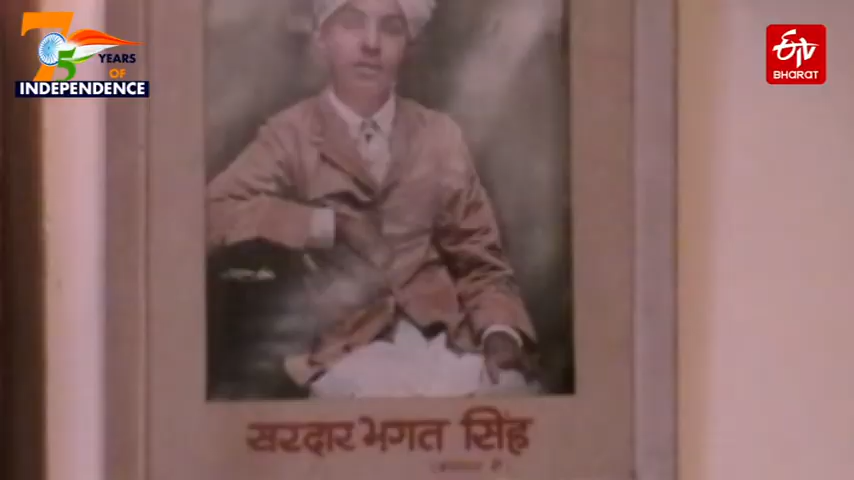 75 YEARS
OF
INDEPENDENCE
etv
BHARAT
सरदार भगत सिंह